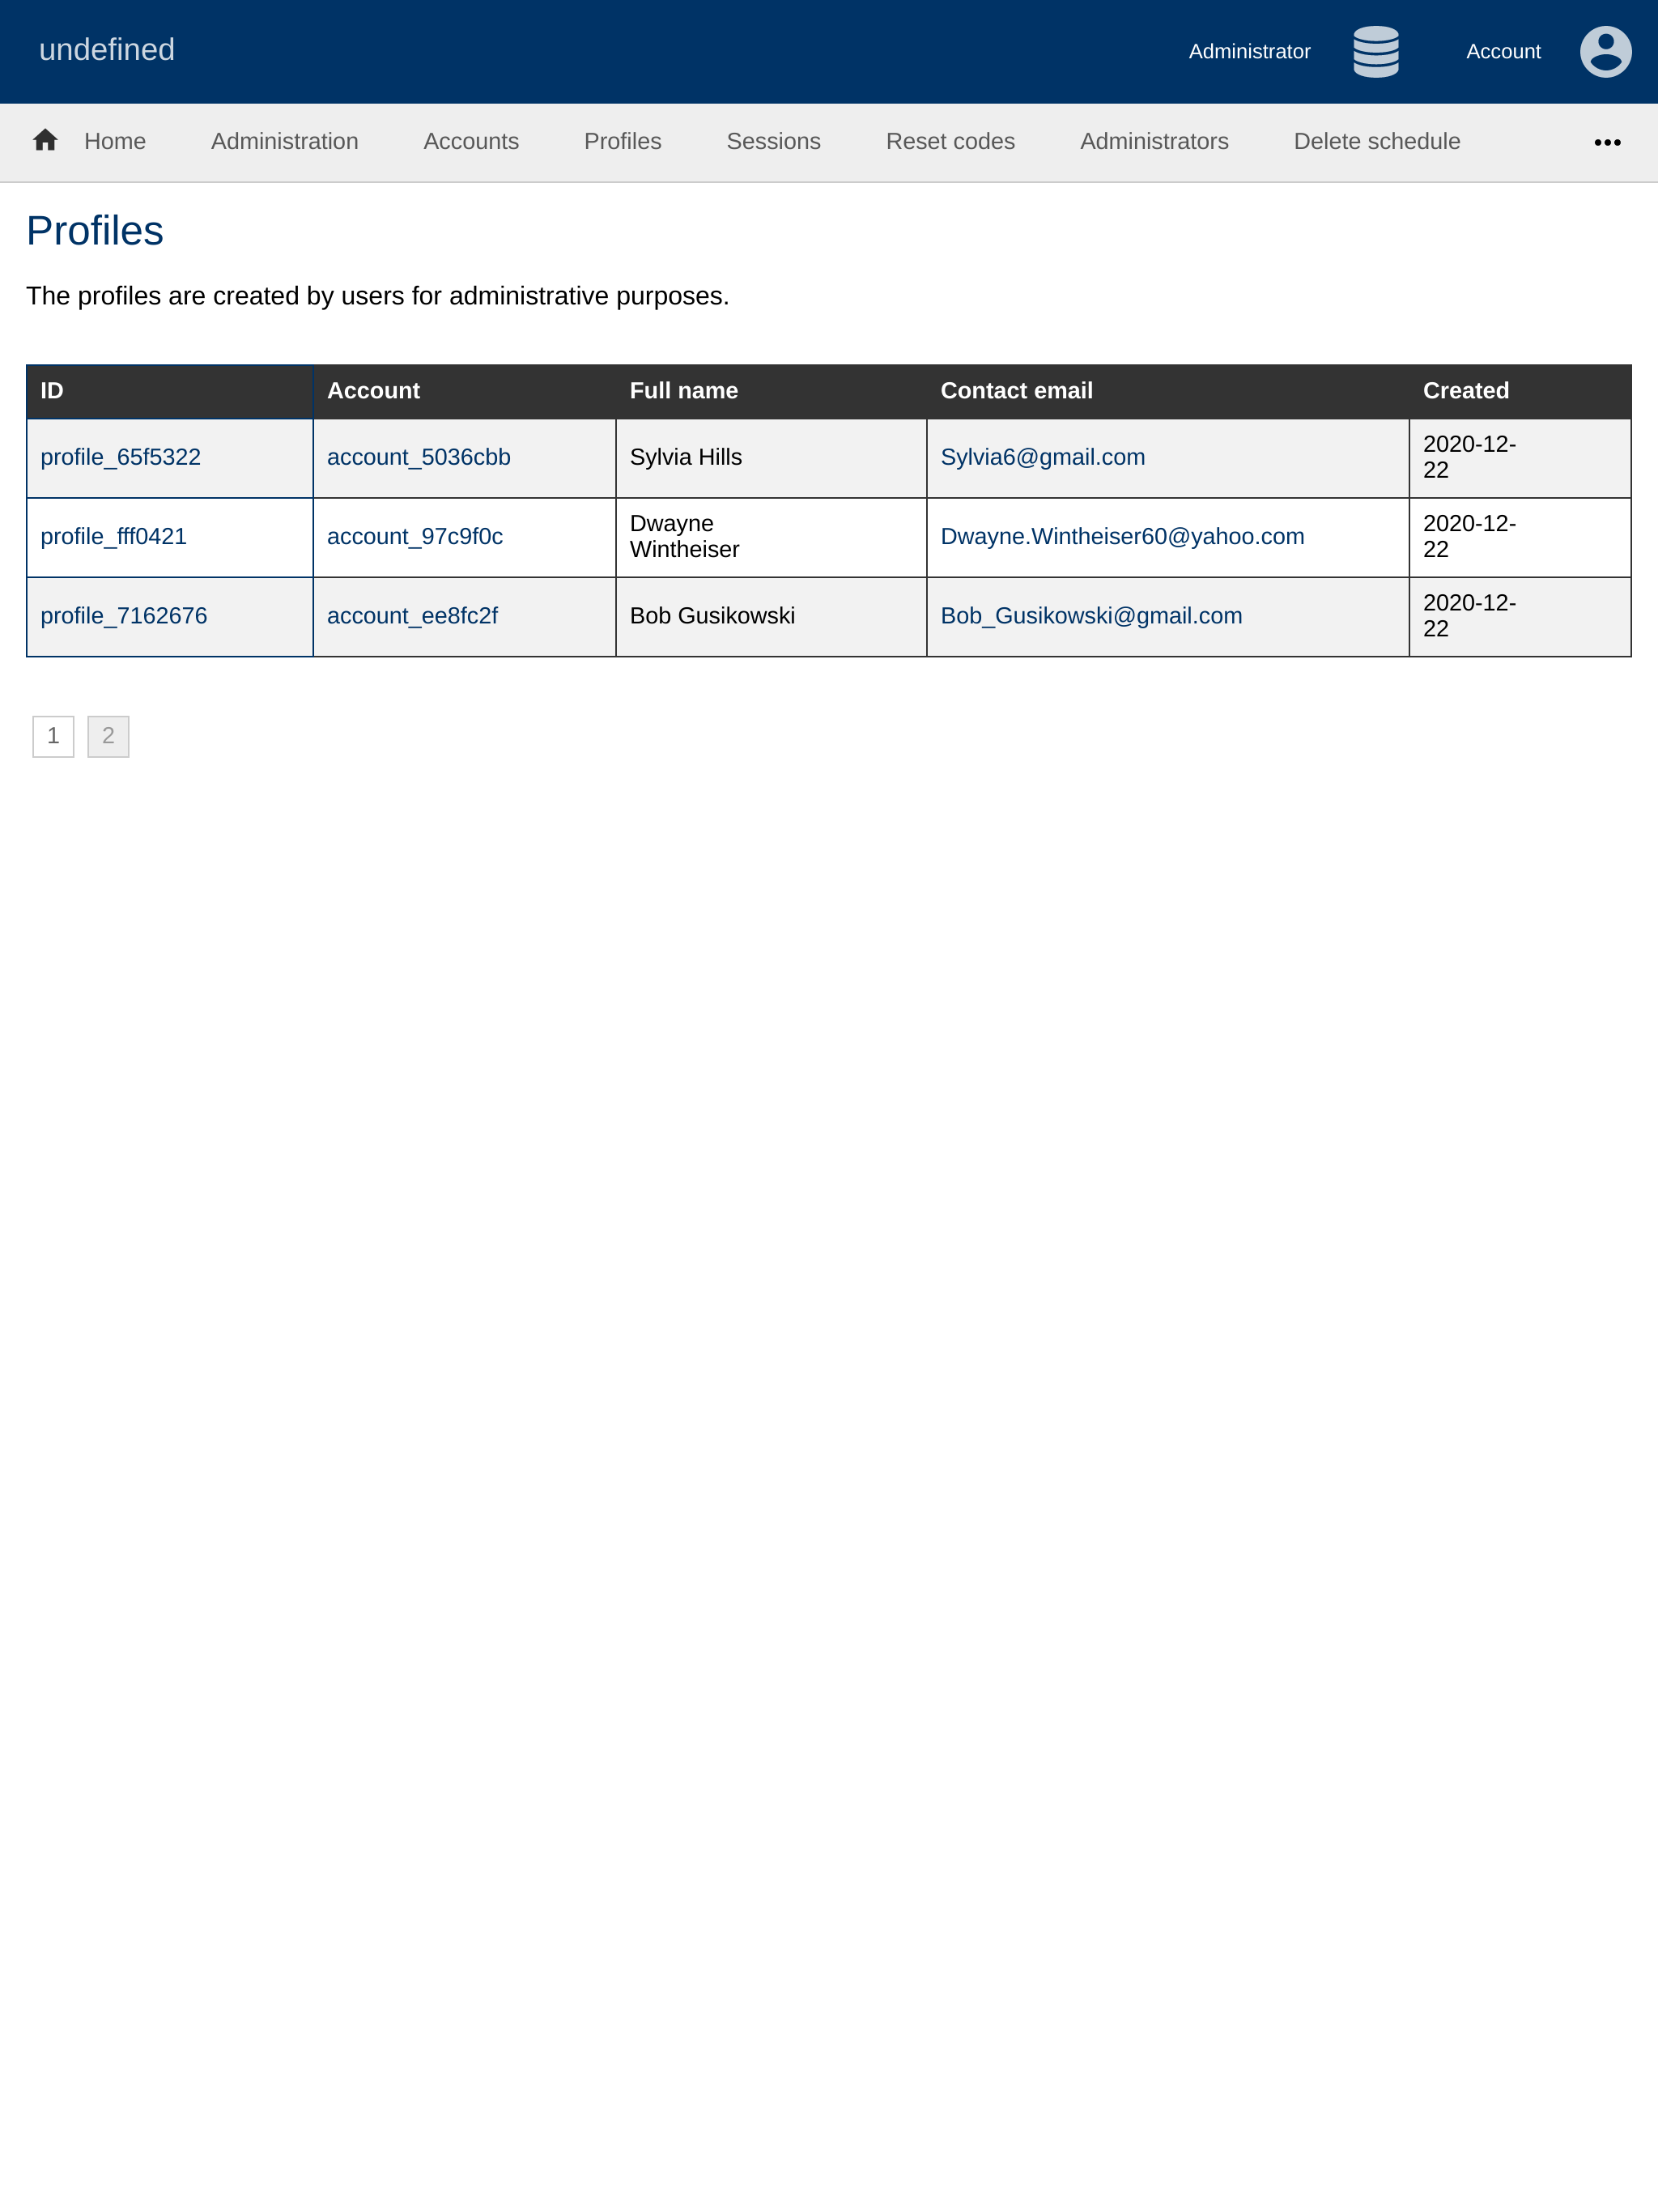 undefined
Administrator
Account
Home Administration Accounts Profiles Sessions Reset codes Administrators Delete schedule •••
Profiles
The profiles are created by users for administrative purposes.
ID Account Full name Contact email Created
profile_65f5322 account_5036cbb Sylvia Hills Sylvia6@gmail.com 2020-12-
22
profile_fff0421 account_97c9f0c Dwayne
Wintheiser Dwayne.Wintheiser60@yahoo.com 2020-12-
22
profile_7162676 account_ee8fc2f Bob Gusikowski Bob_Gusikowski@gmail.com 2020-12-
22
1 2